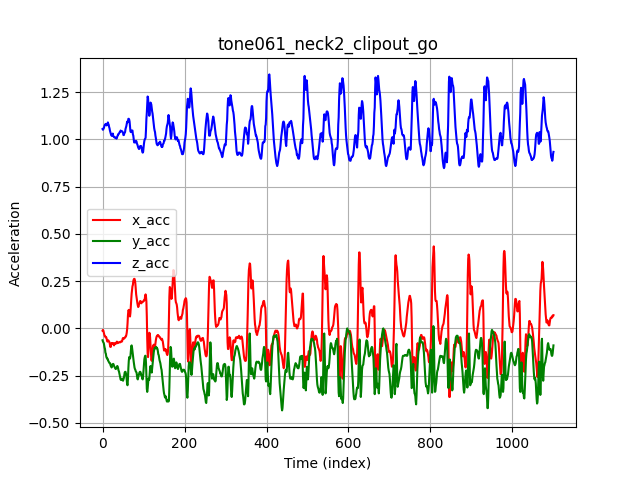 tone061_neck2_clipout_go
1.25
1.00
0.75
0.50
0.25
0.00
−0.25
−0.50
Acceleration
x_acc
y_acc
z_acc
0 200 400 600 800 1000
Time (index)